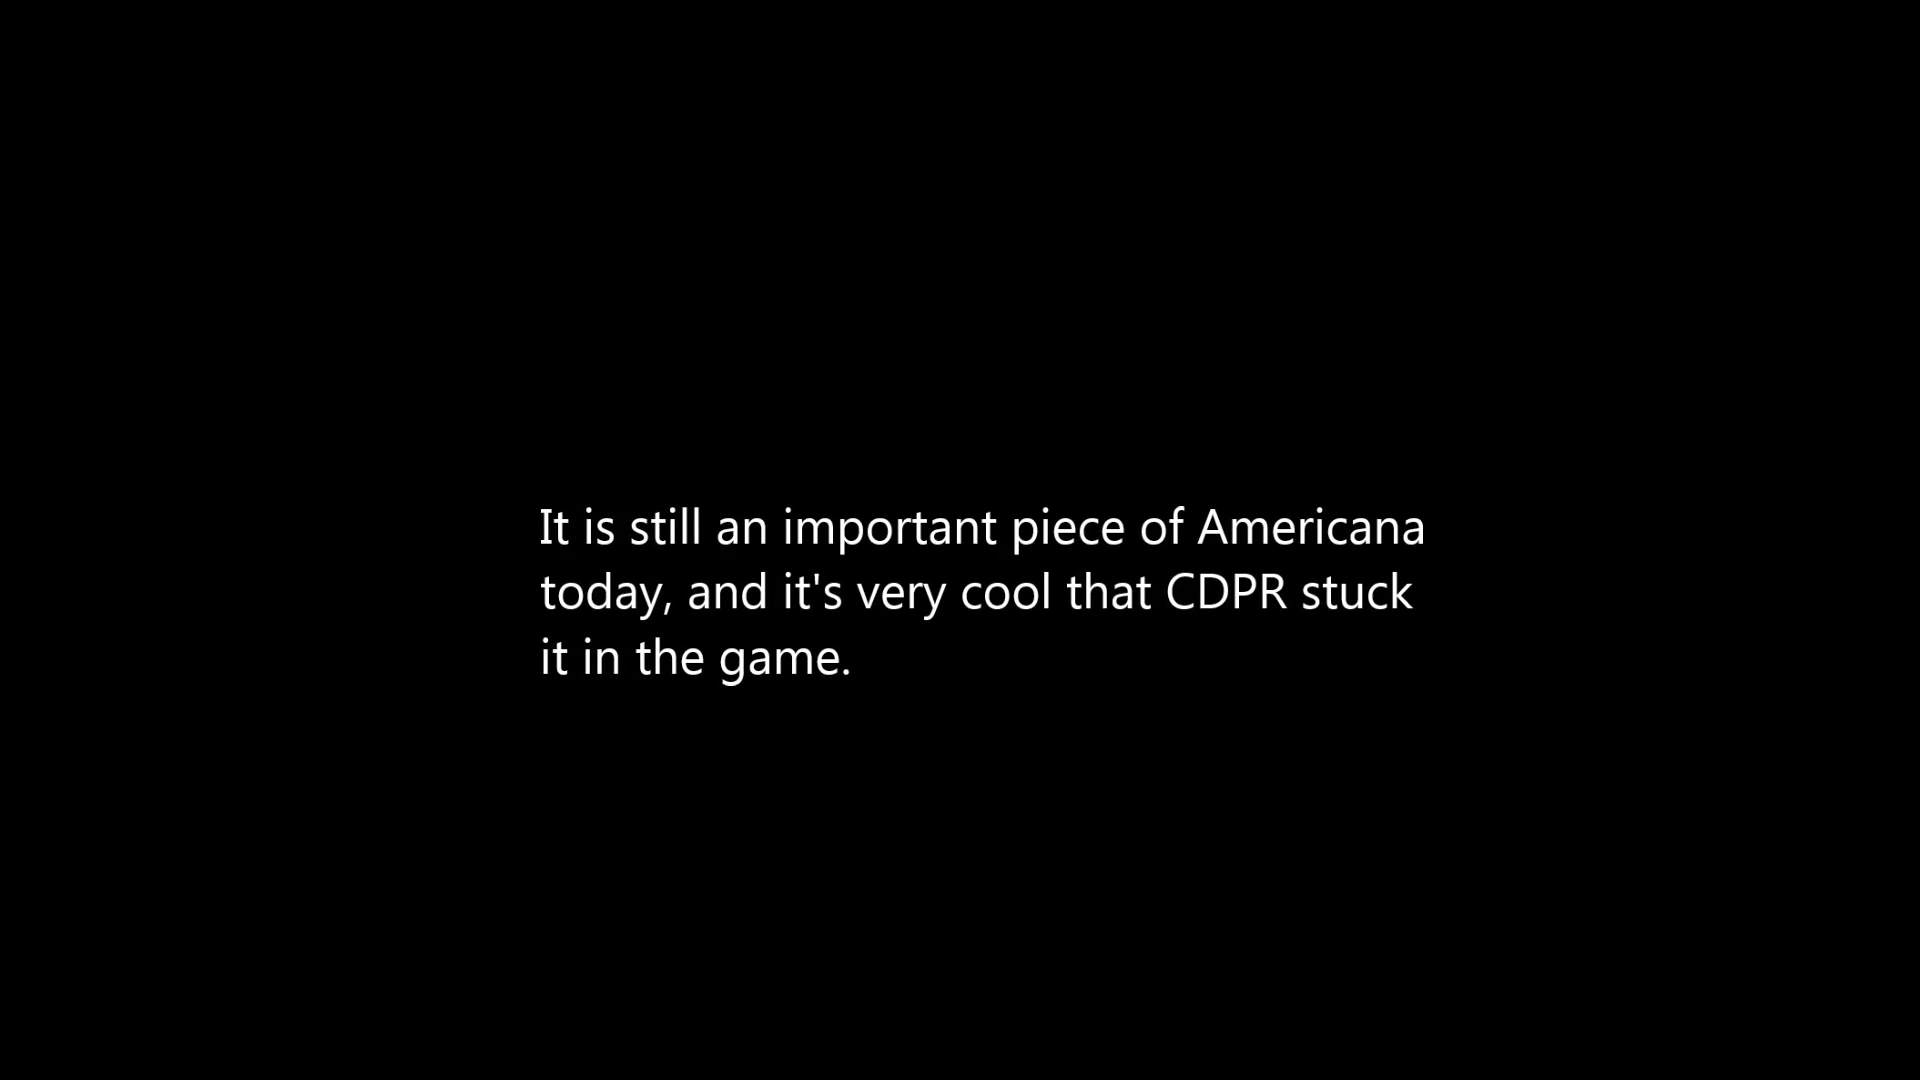 It is still an important piece of Americana
today, and it's very cool that CDPR stuck
it in the game.